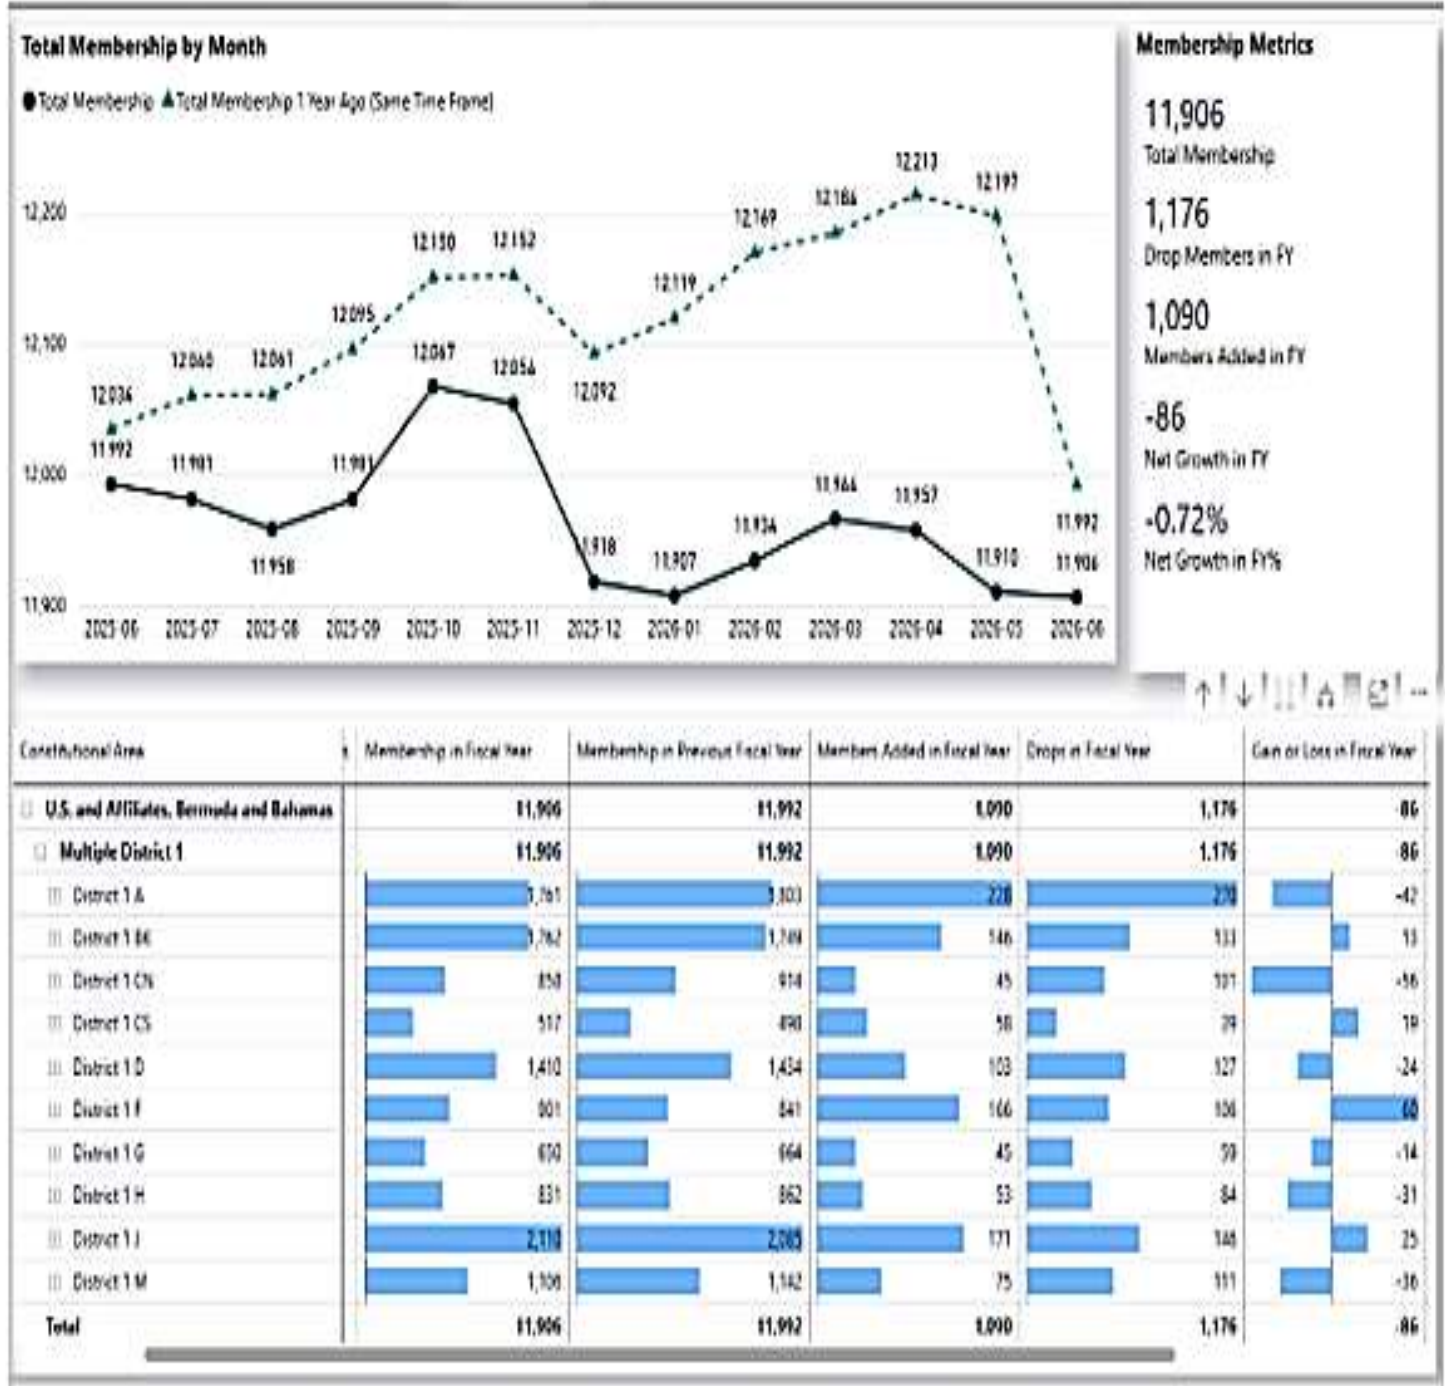 Total Membership by Month
Total Membership Total Membership 1 Year Ago (Same Time Frame)
12,213
12,197
12,184
12,169
12,200
12,150 12,152
12,119
12,095
12,100
12,067
12,060 12,061
12,054
12,034
12,092
11,992
11,981 11,981
12,000
11,966
11,957
11,992
11,934
11,918
11,958
11,907
11,910
11,906
11,900
2025-06 2025-07 2025-08 2025-09 2025-10 2025-11 2025-12 2026-01 2026-02 2026-03 2026-04 2026-05 2026-06
Membership Metrics
11,906
Total Membership
1,176
Drop Members in FY
1,090
Members Added in FY
-86
Net Growth in FY
-0.72%
Net Growth in FY%
Constitutional Area Membership in Fiscal Year Membership in Previous Fiscal Year Members Added in Fiscal Year Drops in Fiscal Year Gain or Loss in Fiscal Year
U.S. and Affiliates, Bermuda and Bahamas 11,906 11,992 1,090 1,176 -86
Multiple District 1 11,906 11,992 1,090 1,176 -86
District 1 A 1,761 1,803 228 270 -42
District 1 BK 1,762 1,749 146 133 13
District 1 CN 858 914 45 101 -56
District 1 CS 517 498 58 39 19
District 1 D 1,410 1,434 103 127 -24
District 1 F 901 841 166 106 60
District 1 G 650 664 45 59 -14
District 1 H 831 862 53 84 -31
District 1 J 2,110 2,085 171 146 25
District 1 M 1,106 1,142 75 111 -36
Total 11,906 11,992 1,090 1,176 -86